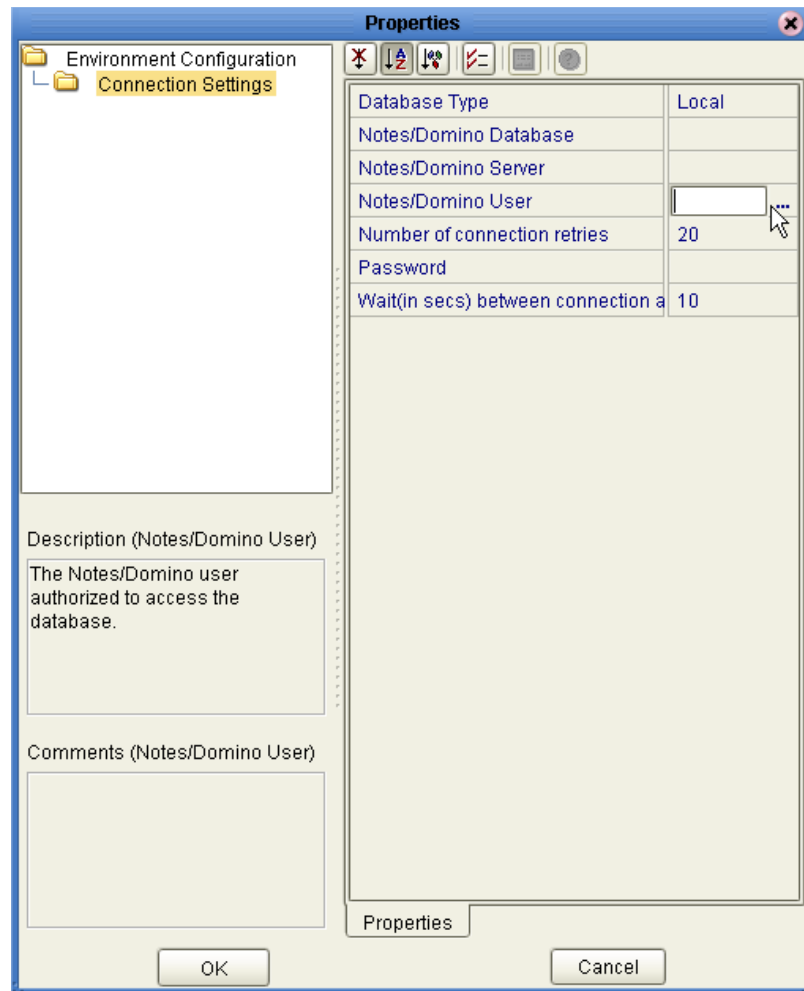 Properties
Environment Configuration
Connection Settings
Database Type Local
Notes/Domino Database
Notes/Domino Server
Notes/Domino User ...
Number of connection retries 20
Password
Wait(in secs) between connection a 10
Description (Notes/Domino User)
The Notes/Domino user
authorized to access the
database.
Comments (Notes/Domino User)
Properties
OK Cancel